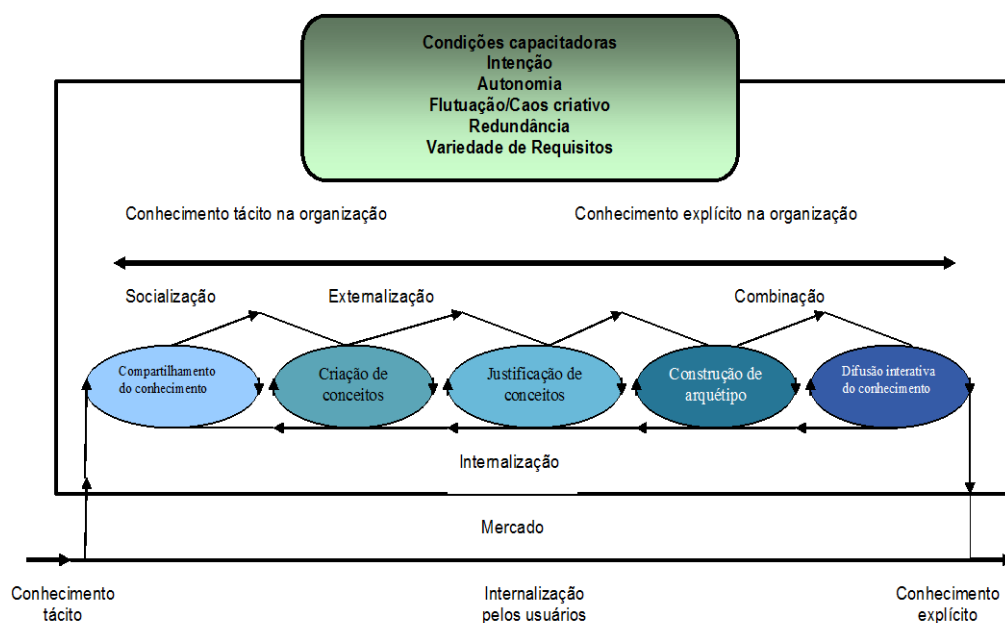 Condições capacitadoras
Intenção
Autonomia
Flutuação/Caos criativo
Redundância
Variedade de Requisitos
Conhecimento tácito na organização
Conhecimento explícito na organização
Socialização
Externalização
Combinação
Compartilhamento
do conhecimento
Criação de
conceitos
Justificação de
conceitos
Construção de
arquétipo
Difusão interativa
do conhecimento
Internalização
Mercado
Conhecimento
tácito
Internalização
pelos usuários
Conhecimento
explícito